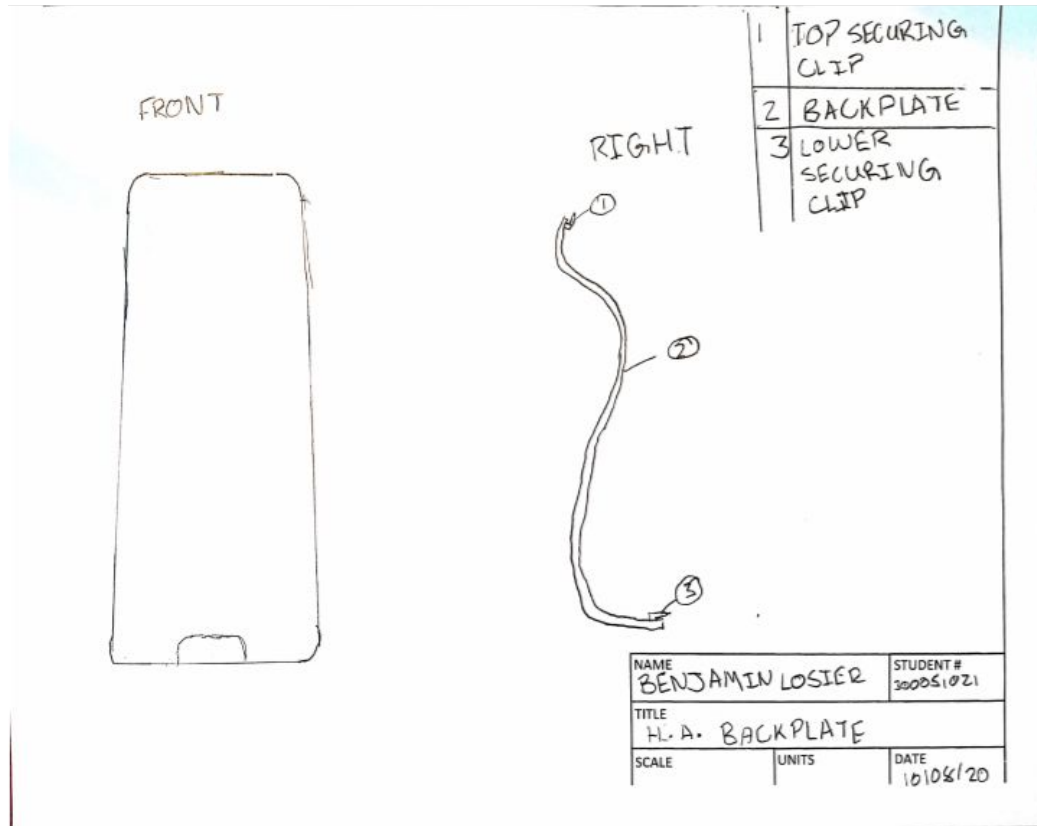 1 TOP SECURING
CLIP
2 BACKPLATE
3 LOWER
SECURING
CLIP
FRONT
RIGHT
1
2
3
NAME
BENJAMIN LOSIER
STUDENT #
300051021
TITLE
H.A. BACKPLATE
SCALE
UNITS
DATE
10/08/20